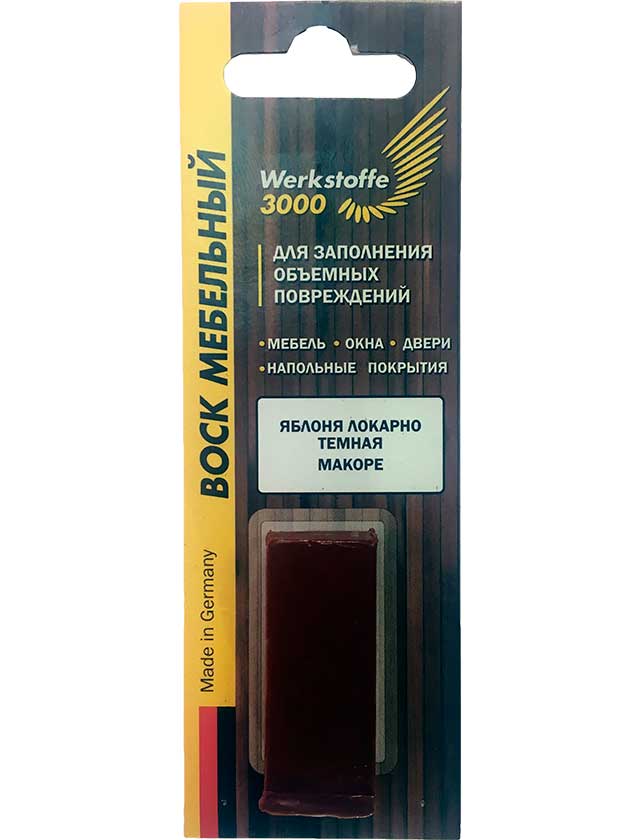 ВОСК МЕБЕЛЬНЫЙ
Made in Germany
Werkstoffe
3000
ДЛЯ ЗАПОЛНЕНИЯ
ОБЪЕМНЫХ
ПОВРЕЖДЕНИЙ
• МЕБЕЛЬ • ОКНА • ДВЕРИ
• НАПОЛЬНЫЕ ПОКРЫТИЯ
ЯБЛОНЯ ЛОКАРНО
ТЕМНАЯ
МАКОРЕ